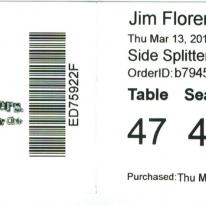 Jim Floren
Thu Mar 13, 201
Side Splitter
OrderID: b7945
Table Sea
47 4
Purchased: Thu M
ED75922F